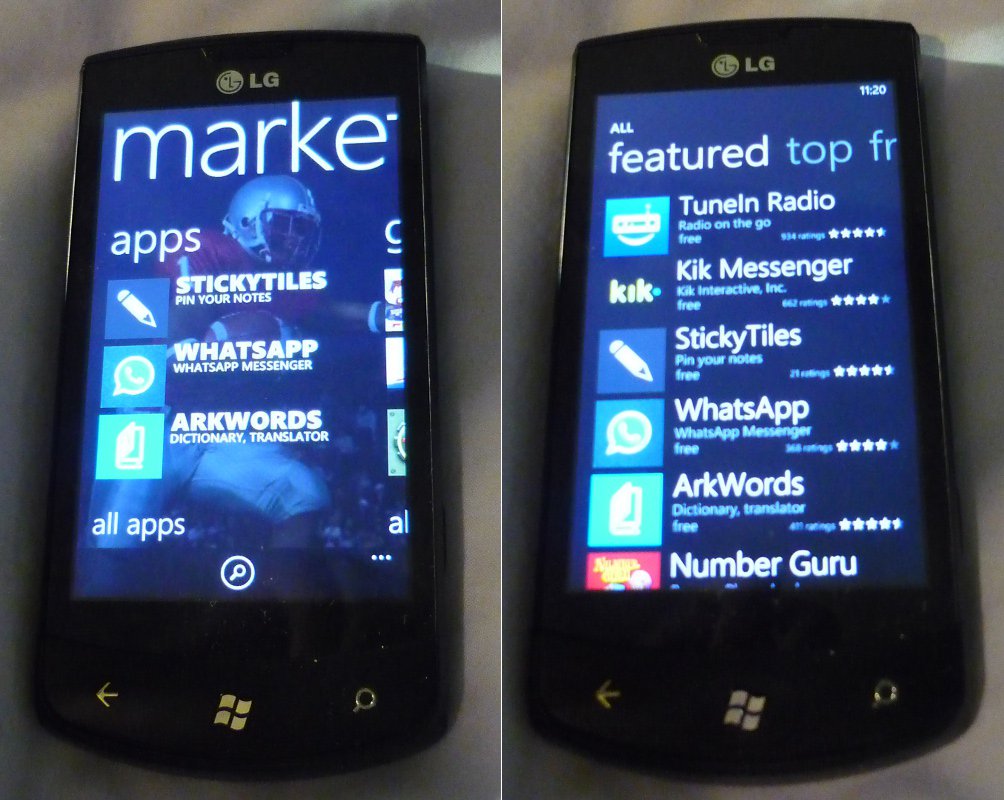 LG
marke
apps
STICKYTILES
PIN YOUR NOTES
WHATSAPP
WHATSAPP MESSENGER
ARKWORDS
DICTIONARY, TRANSLATOR
all apps
al
LG
11:20
ALL
featured top fr
TuneIn Radio
Radio on the go
free 934 ratings
kik
Kik Messenger
Kik Interactive, Inc.
free 662 ratings
StickyTiles
Pin your notes
free 21 ratings
WhatsApp
WhatsApp Messenger
free 368 ratings
ArkWords
Dictionary, translator
free 411 ratings
Number Guru